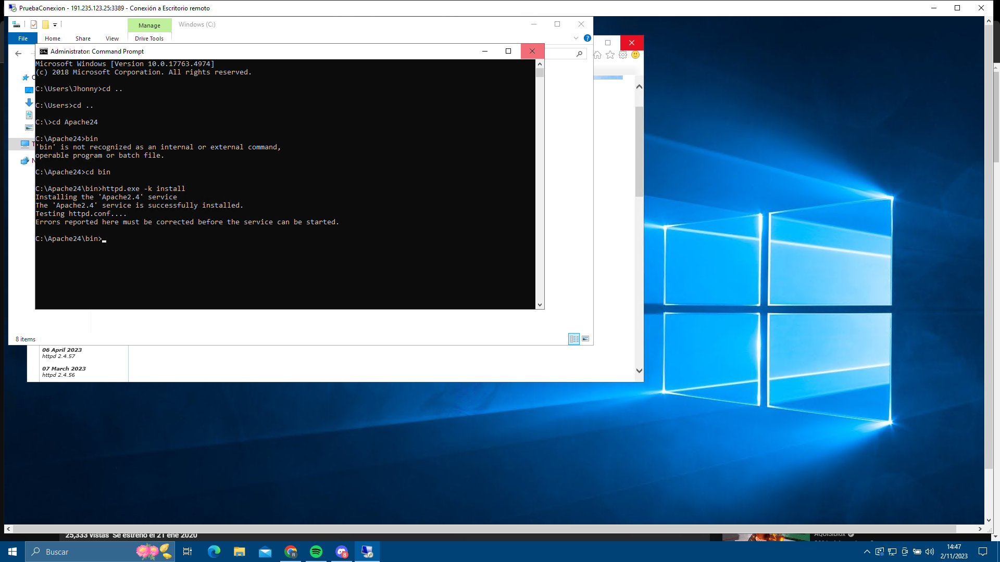 PruebaConexion - 191.235.123.25:3389 - Conexión a Escritorio remoto
Manage
Windows (C:)
File
Home
Share
View
Drive Tools
Administrator: Command Prompt
Microsoft Windows [Version 10.0.17763.4974]
(c) 2018 Microsoft Corporation. All rights reserved.
C:\Users\Jhonny>cd ..
C:\Users>cd ..
C:\>cd Apache24
C:\Apache24>bin
'bin' is not recognized as an internal or external command,
operable program or batch file.
C:\Apache24>cd bin
C:\Apache24\bin>httpd.exe -k install
Installing the 'Apache2.4' service
The 'Apache2.4' service is successfully installed.
Testing httpd.conf....
Errors reported here must be corrected before the service can be started.
C:\Apache24\bin>
8 items
06 April 2023
httpd 2.4.57
07 March 2023
httpd 2.4.56
25,333 vistas Se estrenó el 21 ene 2020
Buscar
R
8
14:47
2/11/2023